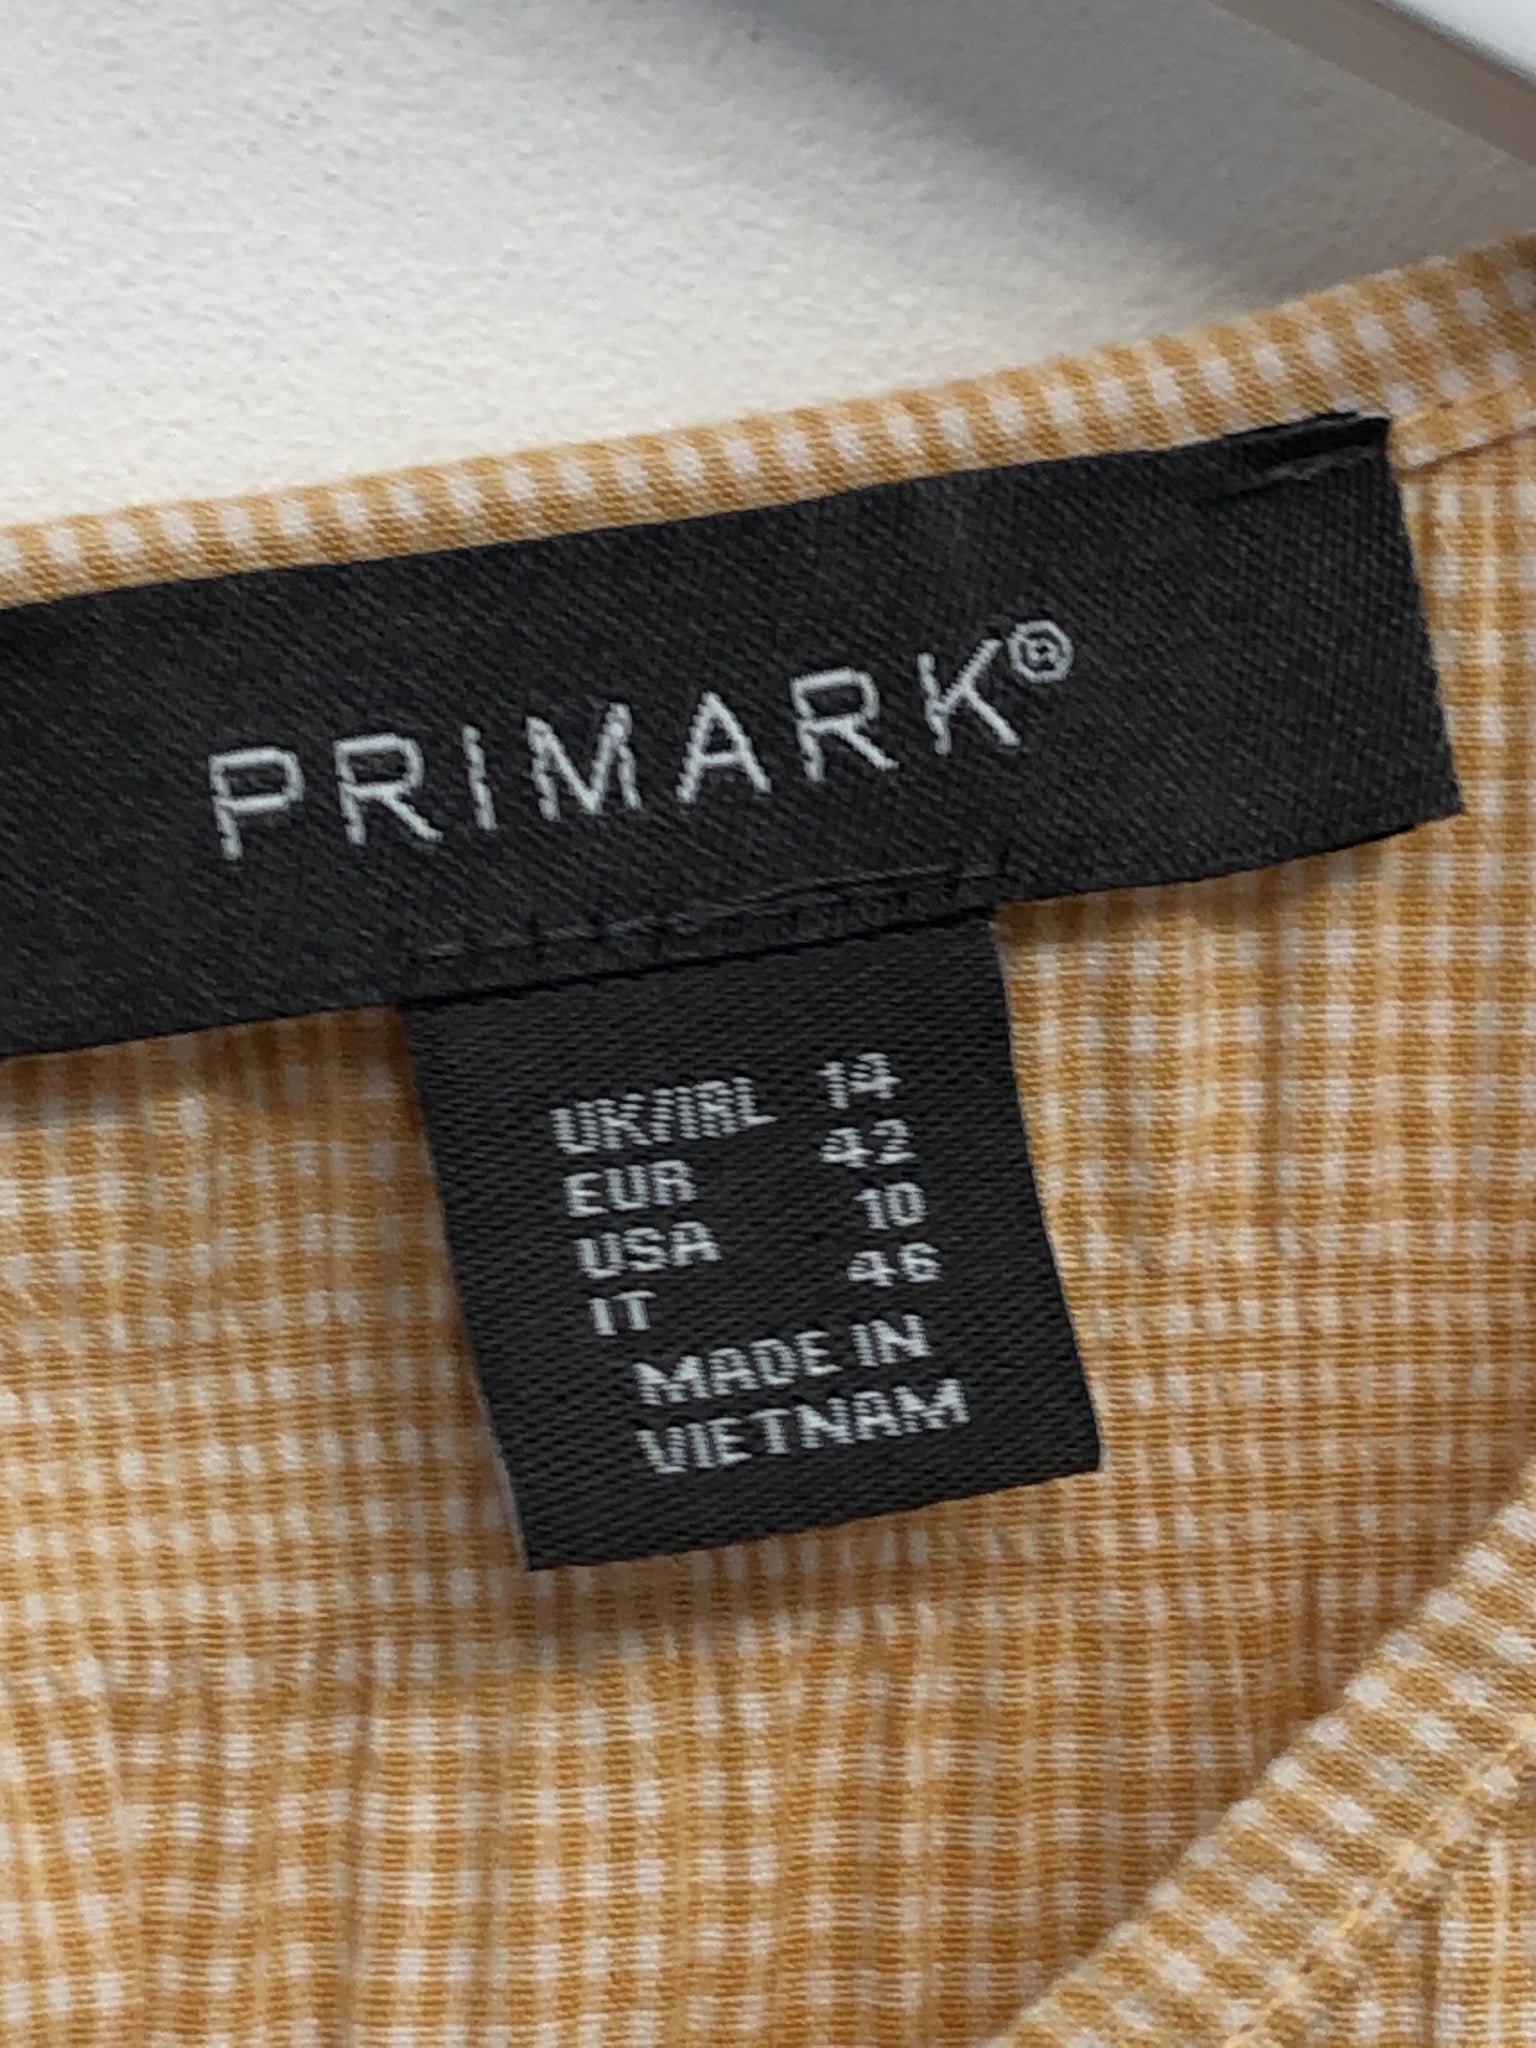 PRIMARK®
UK/IRL 14
EUR 42
USA 10
IT 46
MADE IN
VIETNAM